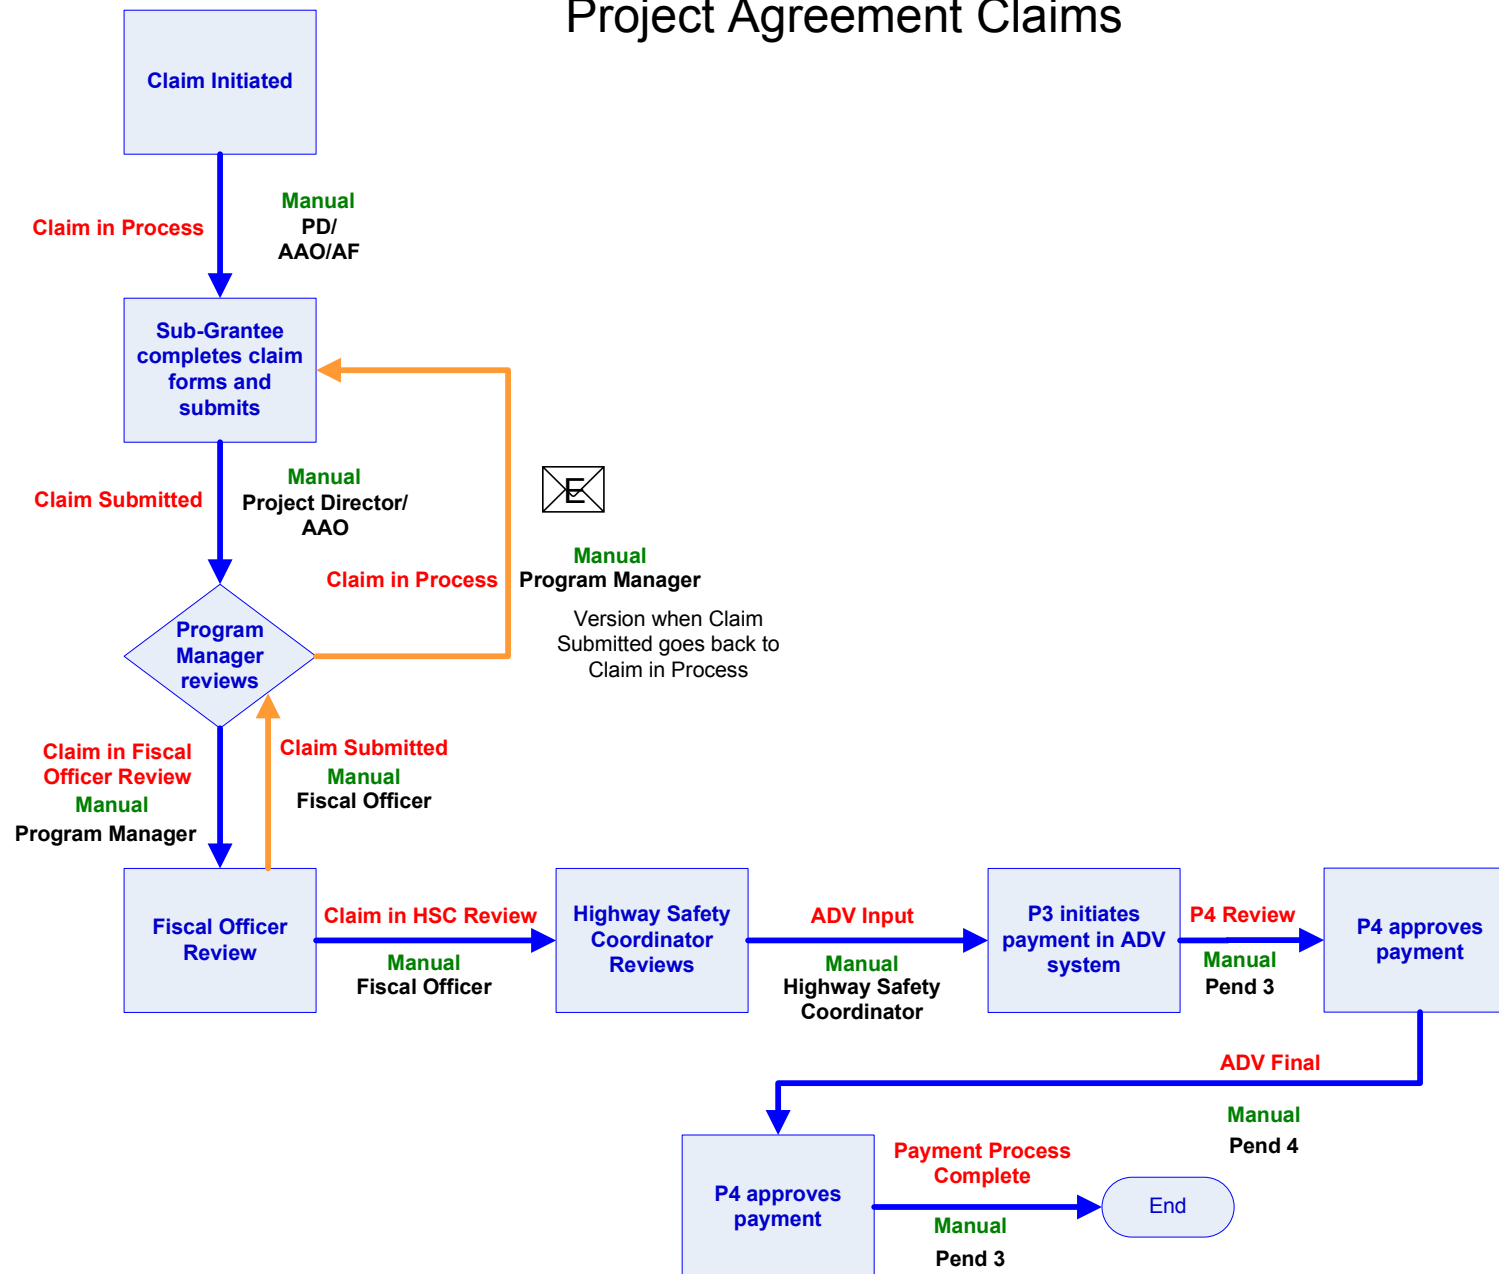 Project Agreement Claims
Claim Initiated
Manual
PD/
AAO/AF
Claim in Process
Sub-Grantee
completes claim
forms and
submits
Manual
Project Director/
AAO
Claim Submitted
E
Manual
Claim in Process
Program Manager
Version when Claim
Submitted goes back to
Claim in Process
Program
Manager
reviews
Claim in Fiscal
Officer Review
Manual
Program Manager
Claim Submitted
Manual
Fiscal Officer
Fiscal Officer
Review
Claim in HSC Review
Manual
Fiscal Officer
Highway Safety
Coordinator
Reviews
ADV Input
Manual
Highway Safety
Coordinator
P3 initiates
payment in ADV
system
P4 Review
Manual
Pend 3
P4 approves
payment
ADV Final
Manual
Pend 4
P4 approves
payment
Payment Process
Complete
Manual
Pend 3
End